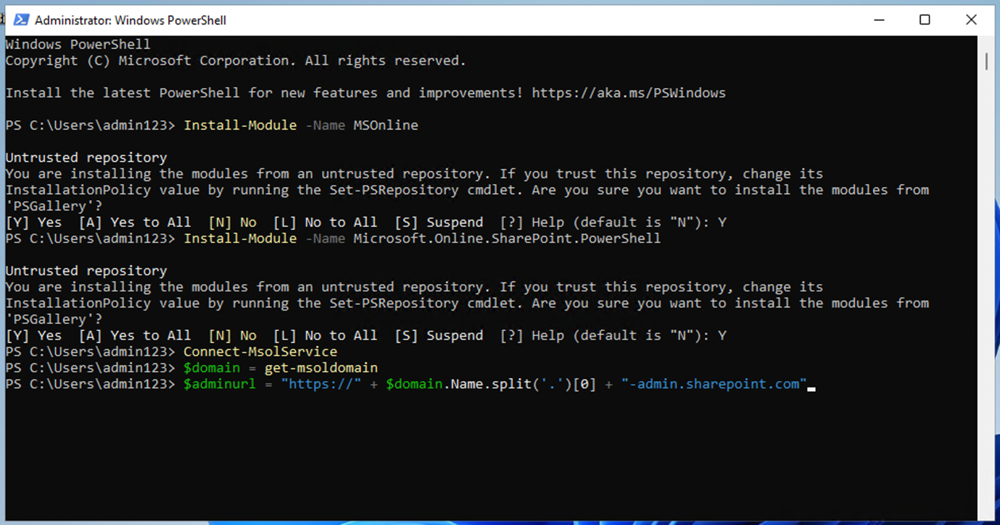 Administrator: Windows PowerShell
Windows PowerShell
Copyright (C) Microsoft Corporation. All rights reserved.
Install the latest PowerShell for new features and improvements! https://aka.ms/PSWindows
PS C:\Users\admin123> Install-Module -Name MSOnline
Untrusted repository
You are installing the modules from an untrusted repository. If you trust this repository, change its
InstallationPolicy value by running the Set-PSRepository cmdlet. Are you sure you want to install the modules from
'PSGallery'?
[Y] Yes  [A] Yes to All  [N] No  [L] No to All  [S] Suspend  [?] Help (default is "N"): Y
PS C:\Users\admin123> Install-Module -Name Microsoft.Online.SharePoint.PowerShell
Untrusted repository
You are installing the modules from an untrusted repository. If you trust this repository, change its
InstallationPolicy value by running the Set-PSRepository cmdlet. Are you sure you want to install the modules from
'PSGallery'?
[Y] Yes  [A] Yes to All  [N] No  [L] No to All  [S] Suspend  [?] Help (default is "N"): Y
PS C:\Users\admin123> Connect-MsolService
PS C:\Users\admin123> $domain = get-msoldomain
PS C:\Users\admin123> $adminurl = "https://" + $domain.Name.split('.')[0] + "-admin.sharepoint.com"